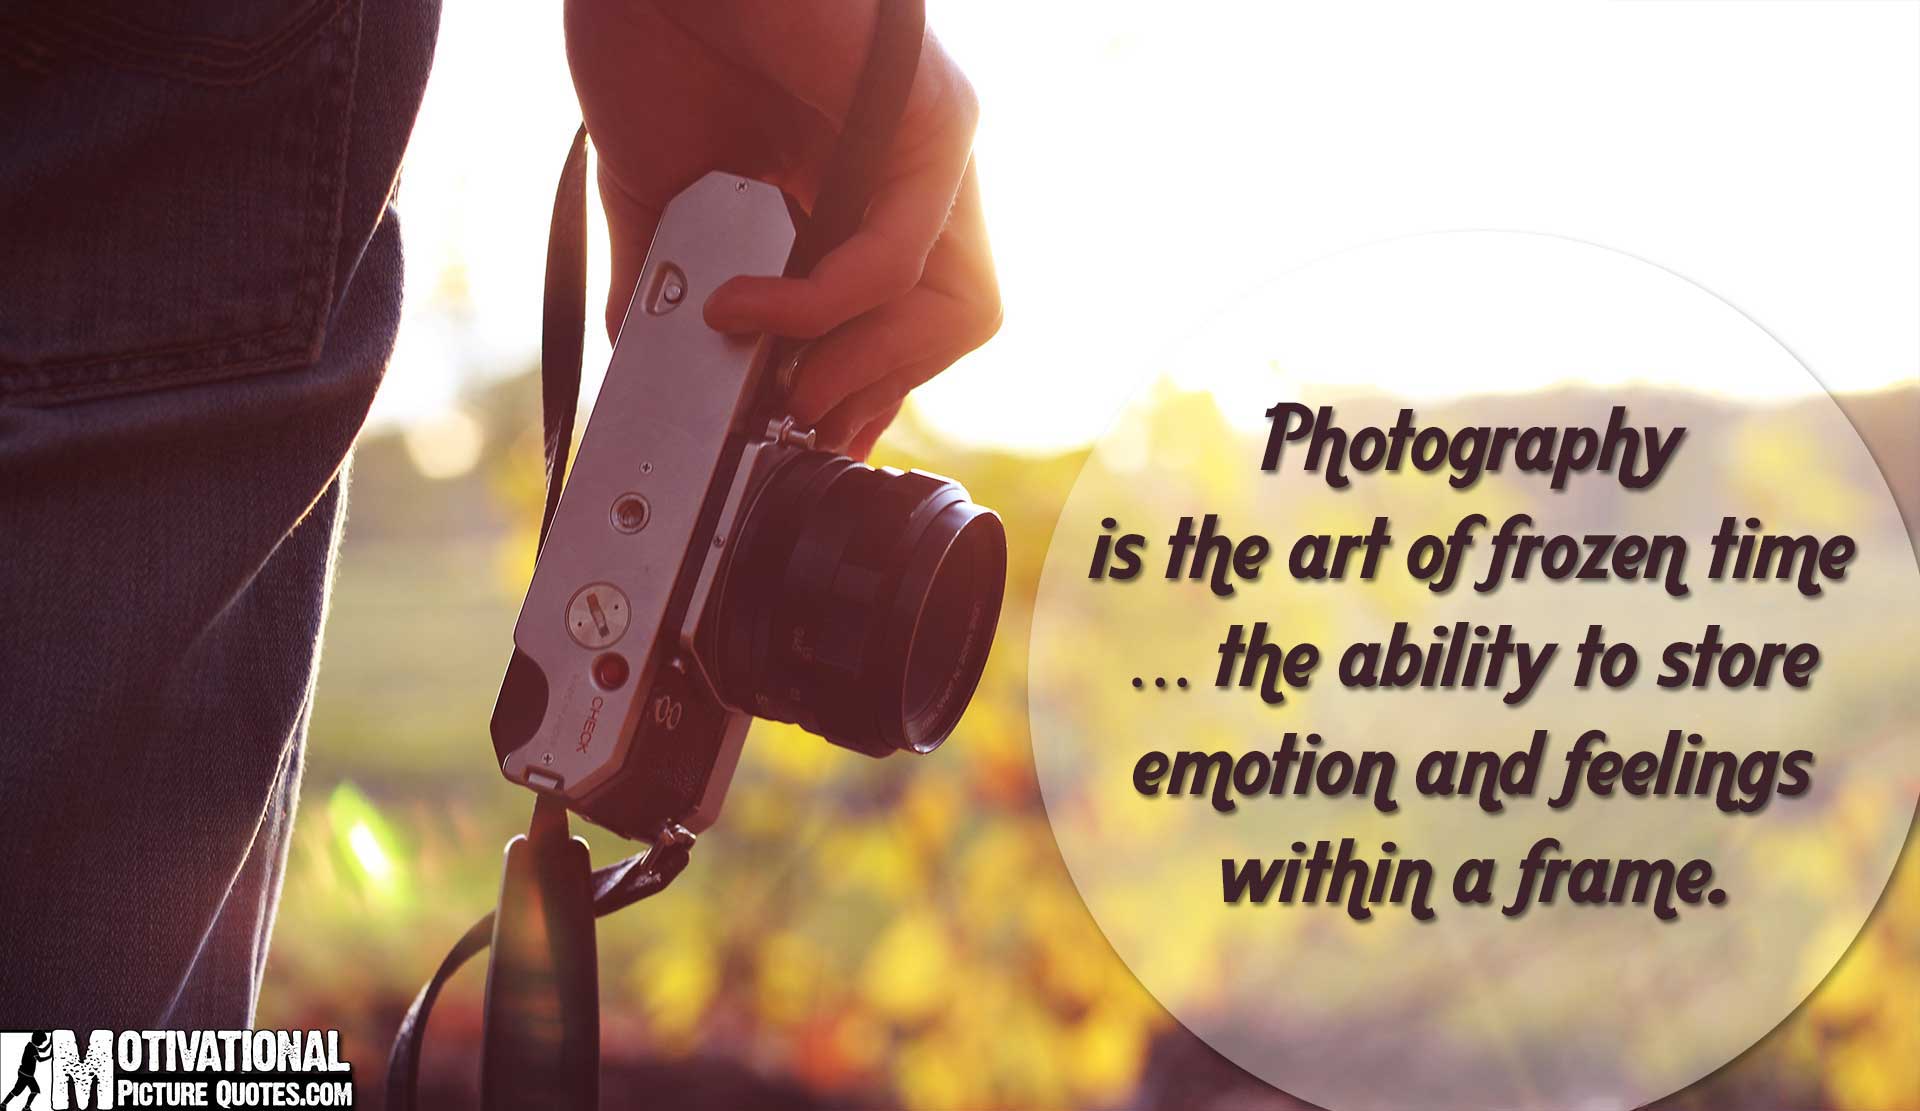 Photography
is the art of frozen time
... the ability to store
emotion and feelings
within a frame.
CHECK
MOTIVATIONAL
PICTURE QUOTES.COM